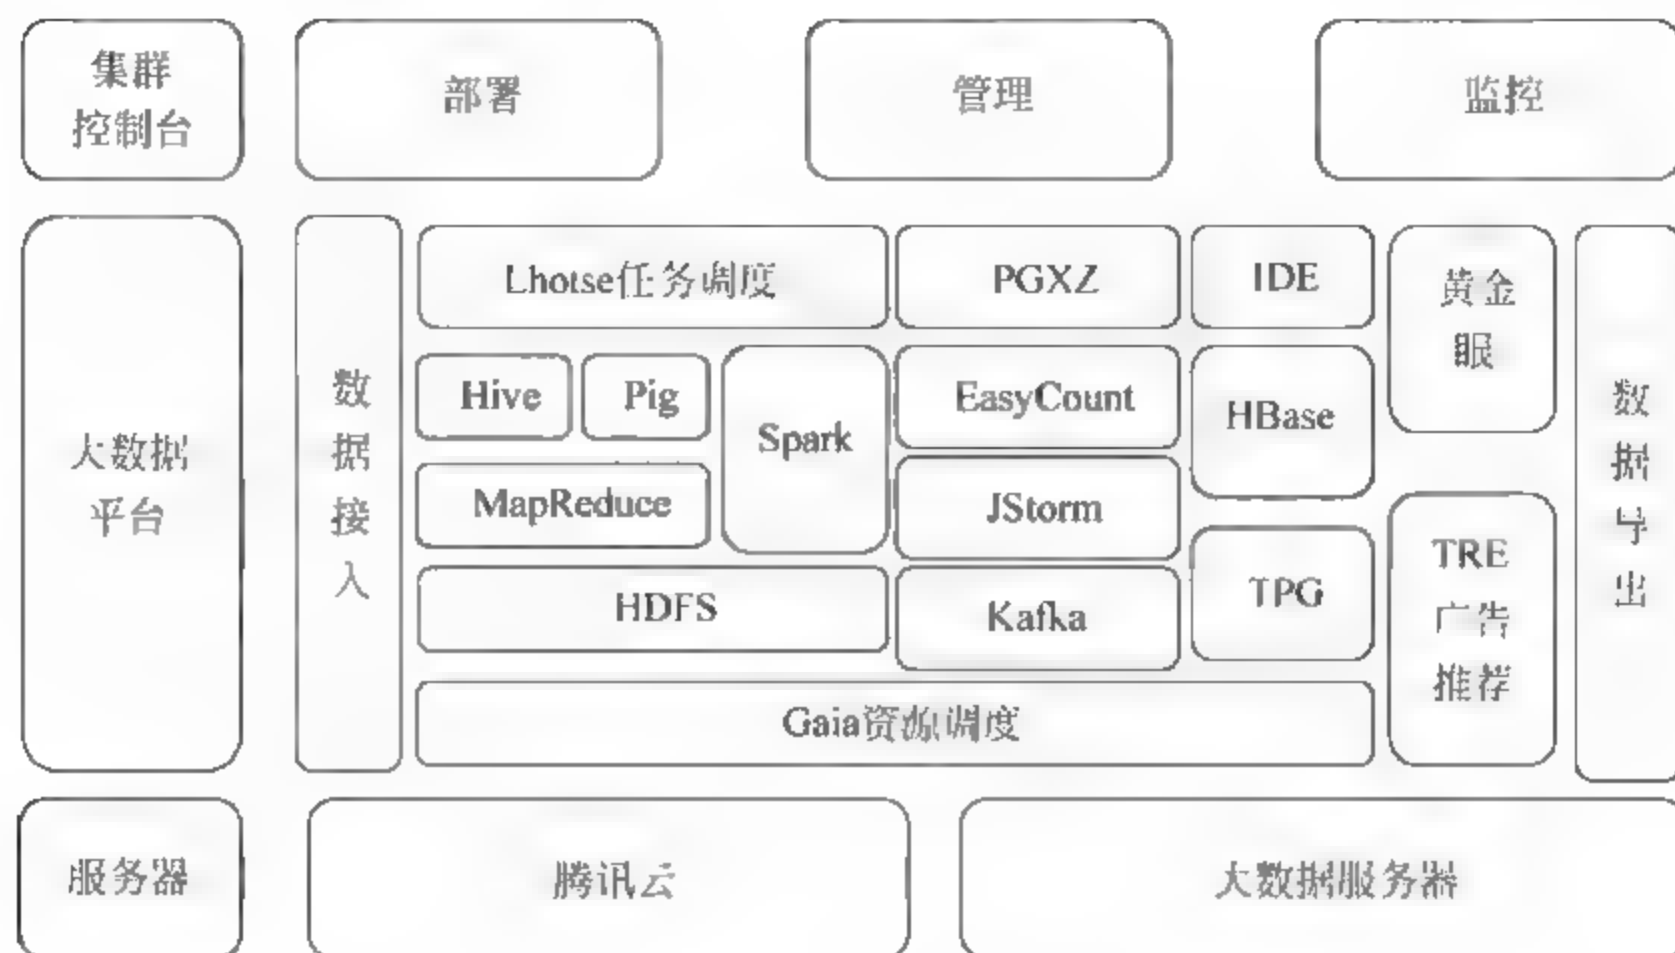 集群
控制台
部署
管理
监控
大数据
平台
数
据
接
入
Lhotse任务调度
PGXZ
IDE
黄金
眼
数
据
导
出
Hive
Pig
Spark
EasyCount
HBase
MapReduce
JStorm
TRE
广告
推荐
HDFS
Kafka
TPG
Gaia资源调度
服务器
腾讯云
大数据服务器